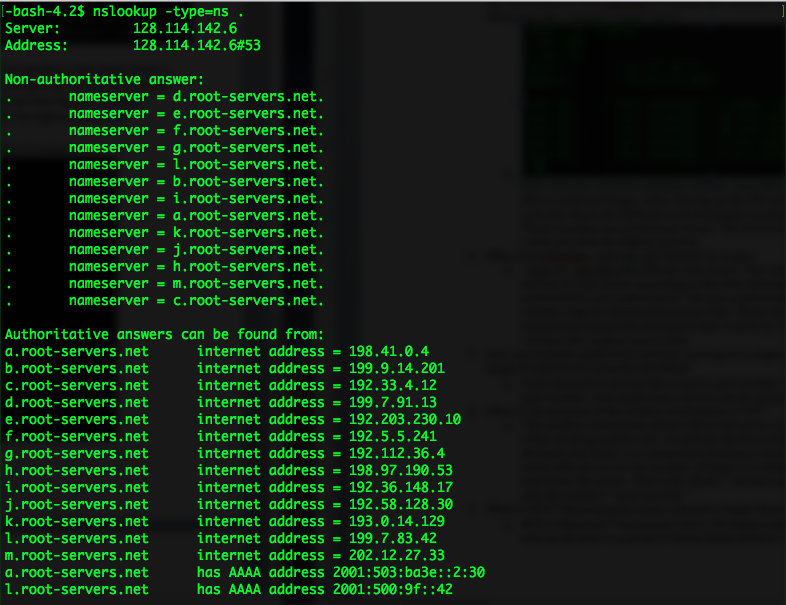 [-bash-4.2$ nslookup -type=ns . ]
Server:         128.114.142.6
Address:        128.114.142.6#53
Non-authoritative answer:
.       nameserver = d.root-servers.net.
.       nameserver = e.root-servers.net.
.       nameserver = f.root-servers.net.
.       nameserver = g.root-servers.net.
.       nameserver = l.root-servers.net.
.       nameserver = b.root-servers.net.
.       nameserver = i.root-servers.net.
.       nameserver = a.root-servers.net.
.       nameserver = k.root-servers.net.
.       nameserver = j.root-servers.net.
.       nameserver = h.root-servers.net.
.       nameserver = m.root-servers.net.
.       nameserver = c.root-servers.net.
Authoritative answers can be found from:
a.root-servers.net      internet address = 198.41.0.4
b.root-servers.net      internet address = 199.9.14.201
c.root-servers.net      internet address = 192.33.4.12
d.root-servers.net      internet address = 199.7.91.13
e.root-servers.net      internet address = 192.203.230.10
f.root-servers.net      internet address = 192.5.5.241
g.root-servers.net      internet address = 192.112.36.4
h.root-servers.net      internet address = 198.97.190.53
i.root-servers.net      internet address = 192.36.148.17
j.root-servers.net      internet address = 192.58.128.30
k.root-servers.net      internet address = 193.0.14.129
l.root-servers.net      internet address = 199.7.83.42
m.root-servers.net      internet address = 202.12.27.33
a.root-servers.net      has AAAA address 2001:503:ba3e::2:30
l.root-servers.net      has AAAA address 2001:500:9f::42